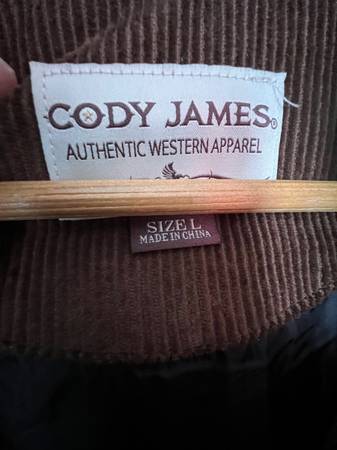 CODY JAMES®
AUTHENTIC WESTERN APPAREL
SIZE L
MADE IN CHINA